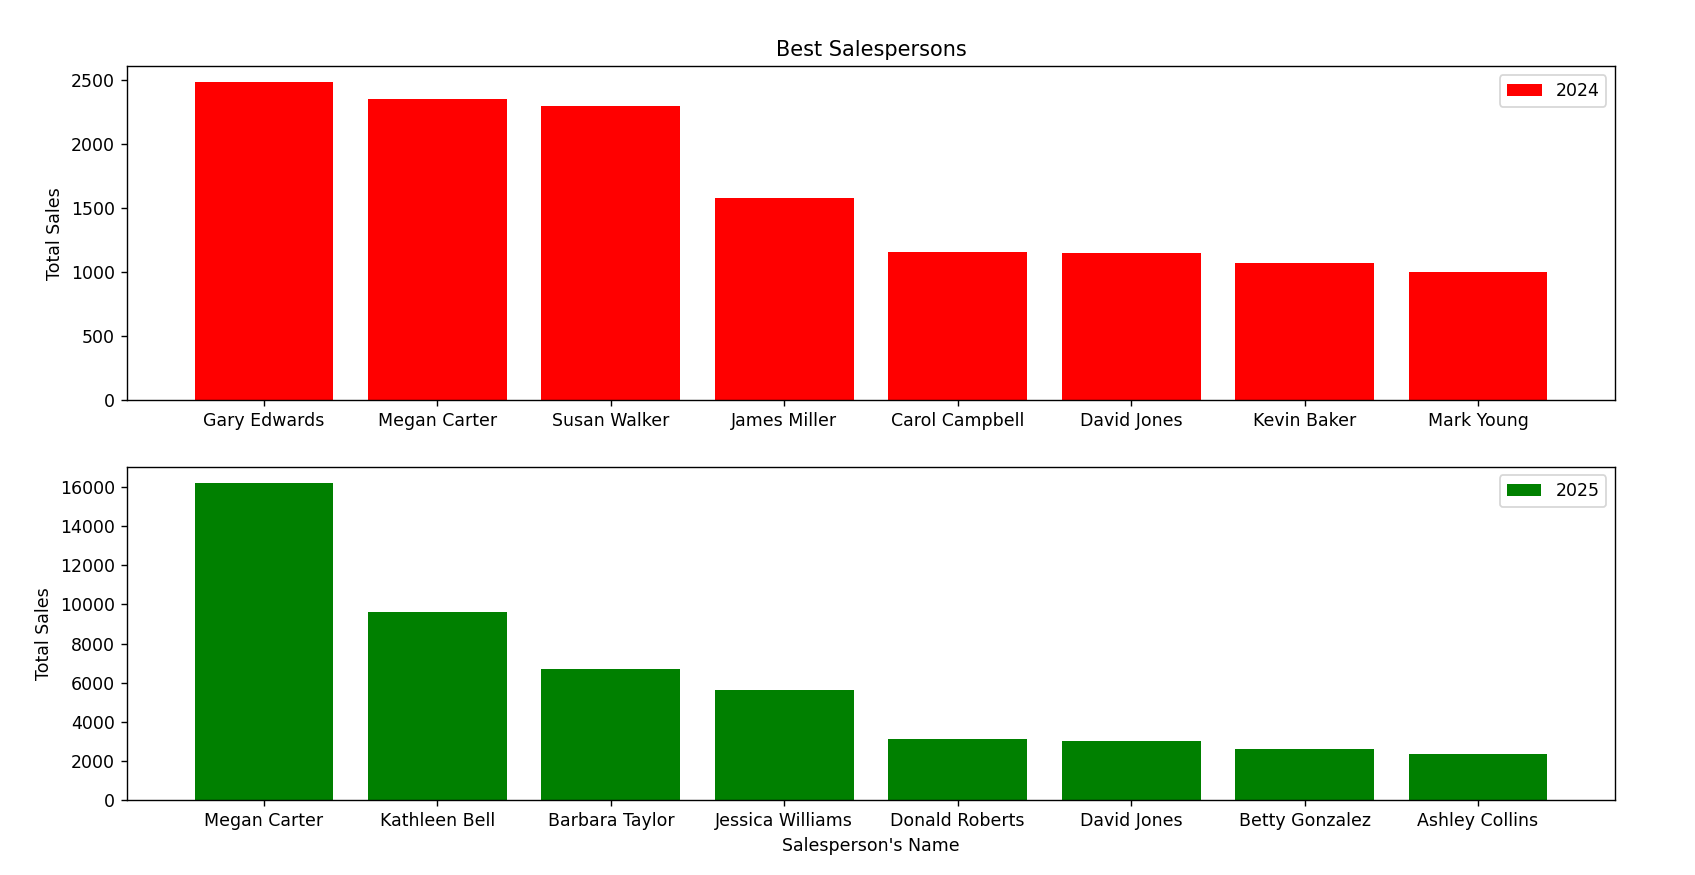 Best Salespersons
2500
2000
1500
1000
500
0
Total Sales
2024
Gary Edwards Megan Carter Susan Walker James Miller Carol Campbell David Jones Kevin Baker Mark Young
16000
14000
12000
10000
8000
6000
4000
2000
0
Total Sales
2025
Megan Carter Kathleen Bell Barbara Taylor Jessica Williams Donald Roberts David Jones Betty Gonzalez Ashley Collins
Salesperson's Name